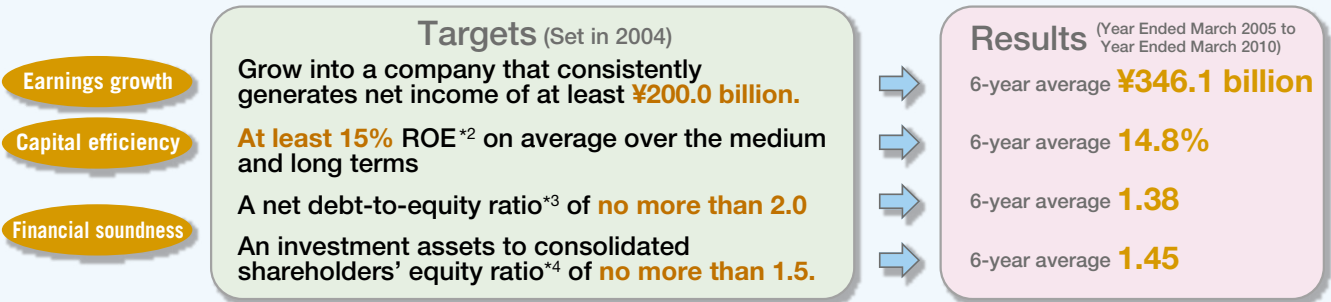 Targets (Set in 2004)
Results (Year Ended March 2005 to
Year Ended March 2010)
Earnings growth
Grow into a company that consistently
generates net income of at least ¥200.0 billion.
6-year average ¥346.1 billion
Capital efficiency
At least 15% ROE*2 on average over the medium
and long terms
6-year average 14.8%
Financial soundness
A net debt-to-equity ratio*3 of no more than 2.0
6-year average 1.38
An investment assets to consolidated
shareholders’ equity ratio*4 of no more than 1.5.
6-year average 1.45